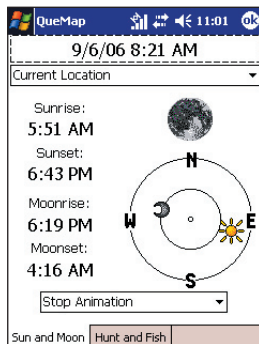 QueMap 11:01 ok
9/6/06 8:21 AM
Current Location
Sunrise:
5:51 AM
Sunset:
6:43 PM
Moonrise:
6:19 PM
Moonset:
4:16 AM
N
W E
S
Stop Animation
Sun and Moon Hunt and Fish